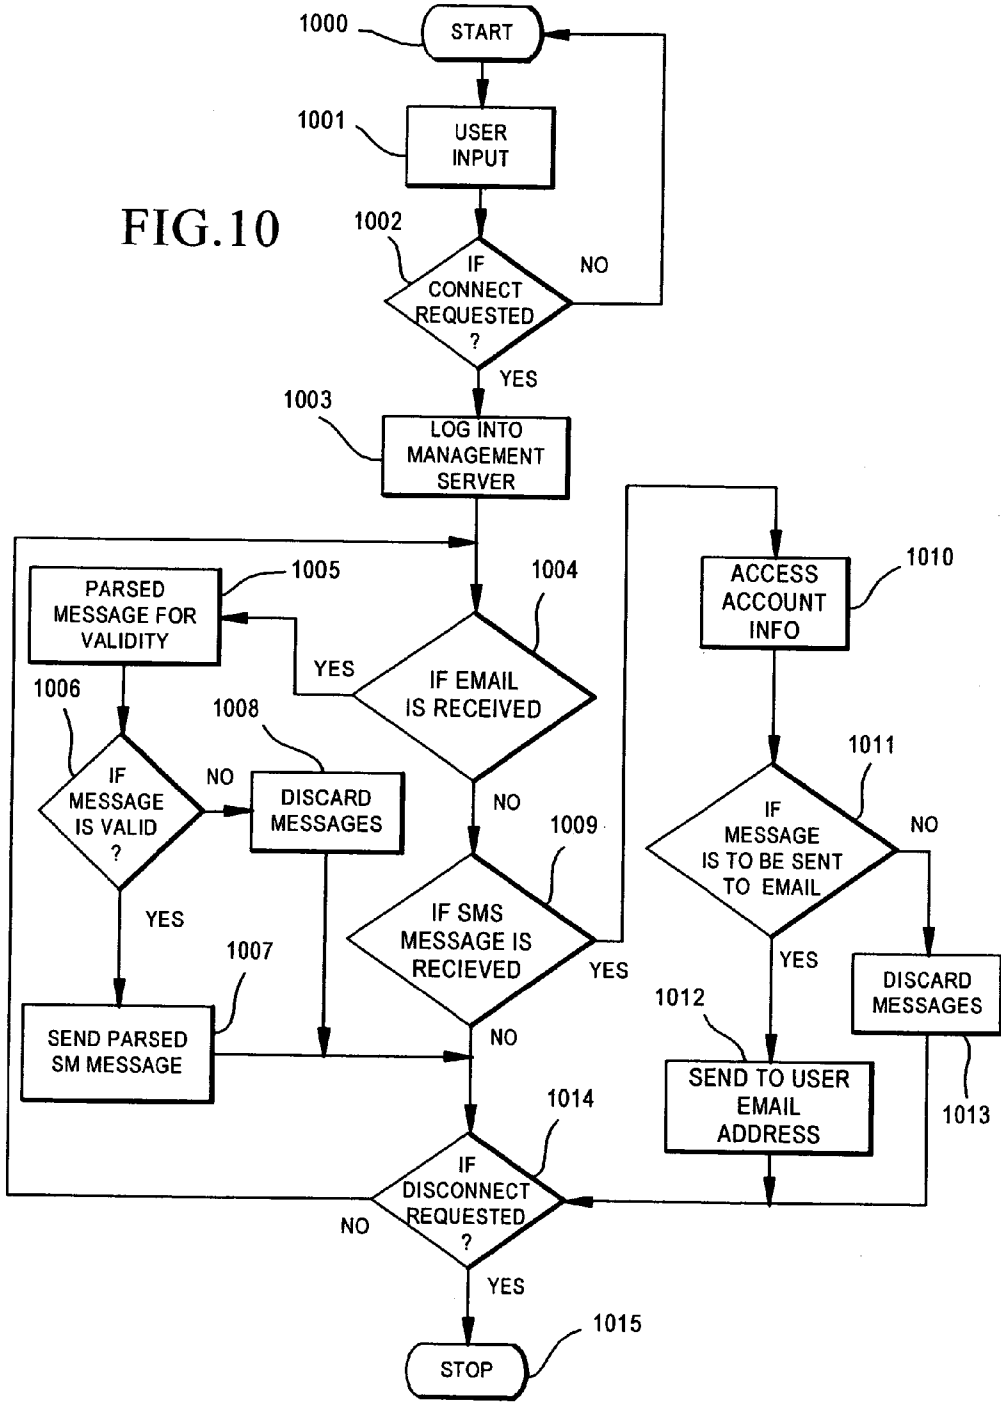 1000
START
1001
USER
INPUT
FIG.10
1002
IF
CONNECT
REQUESTED
?
NO
YES
1003
LOG INTO
MANAGEMENT
SERVER
1005
PARSED
MESSAGE FOR
VALIDITY
1004
IF EMAIL
IS RECEIVED
YES
NO
1006
IF
MESSAGE
IS VALID
?
NO
YES
1008
DISCARD
MESSAGES
1007
SEND PARSED
SM MESSAGE
1009
IF SMS
MESSAGE IS
RECIEVED
YES
NO
1010
ACCESS
ACCOUNT
INFO
1011
IF
MESSAGE
IS TO BE SENT
TO EMAIL
NO
YES
1012
SEND TO USER
EMAIL
ADDRESS
DISCARD
MESSAGES
1013
1014
IF
DISCONNECT
REQUESTED
?
NO
YES
1015
STOP